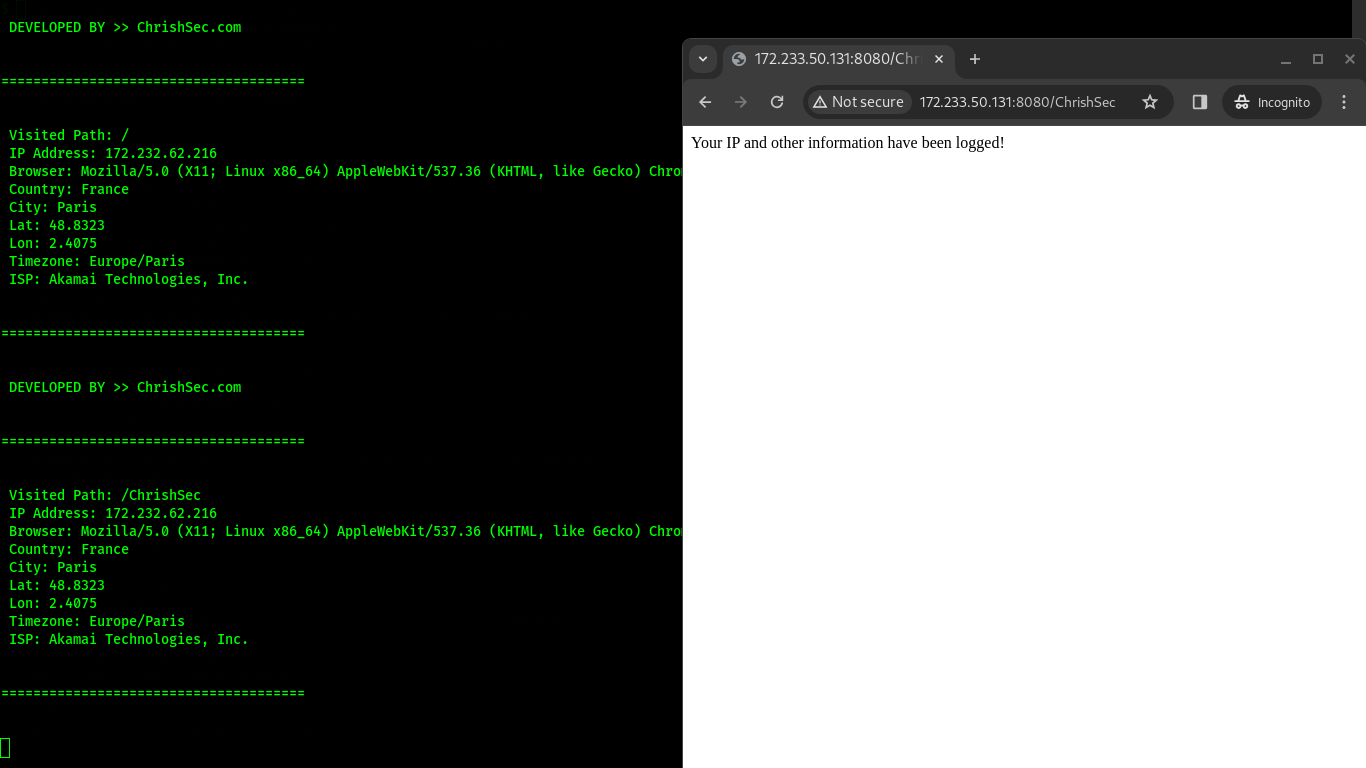 DEVELOPED BY >> ChrishSec.com
======================================
Visited Path: /
IP Address: 172.232.62.216
Browser: Mozilla/5.0 (X11; Linux x86_64) AppleWebKit/537.36 (KHTML, like Gecko) Chro
Country: France
City: Paris
Lat: 48.8323
Lon: 2.4075
Timezone: Europe/Paris
ISP: Akamai Technologies, Inc.
======================================
DEVELOPED BY >> ChrishSec.com
======================================
Visited Path: /ChrishSec
IP Address: 172.232.62.216
Browser: Mozilla/5.0 (X11; Linux x86_64) AppleWebKit/537.36 (KHTML, like Gecko) Chro
Country: France
City: Paris
Lat: 48.8323
Lon: 2.4075
Timezone: Europe/Paris
ISP: Akamai Technologies, Inc.
======================================
172.233.50.131:8080/Chr
Not secure 172.233.50.131:8080/ChrishSec Incognito
Your IP and other information have been logged!